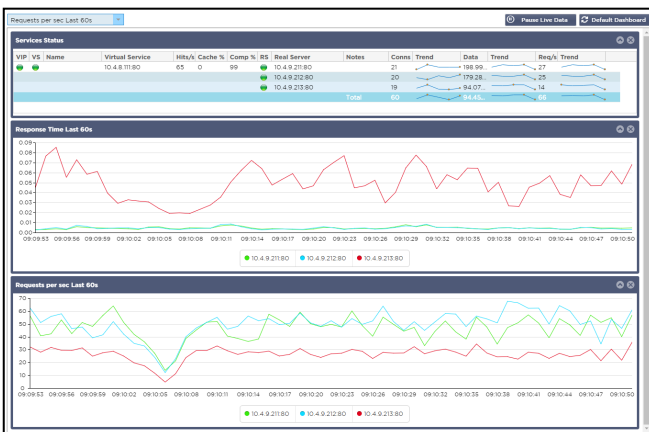 Requests per sec Last 60s
Pause Live Data
Default Dashboard
Services Status
VIP VS Name Virtual Service Hits/s Cache % Comp % RS Real Server Notes Conns Trend Data Trend Req/s Trend
10.4.8.111:80 65 0 99 10.4.9.211:80 21 198.99... 27
10.4.9.212:80 20 179.28... 25
10.4.9.213:80 19 94.07... 14
Total 60 94.45... 66
Response Time Last 60s
0.09
0.08
0.07
0.06
0.05
0.04
0.03
0.02
0.01
0.00
09:09:53 09:09:56 09:09:59 09:10:02 09:10:05 09:10:08 09:10:11 09:10:14 09:10:17 09:10:20 09:10:23 09:10:26 09:10:29 09:10:32 09:10:35 09:10:38 09:10:41 09:10:44 09:10:47 09:10:50
10.4.9.211:80 10.4.9.212:80 10.4.9.213:80
Requests per sec Last 60s
70
60
50
40
30
20
10
0
09:09:53 09:09:56 09:09:59 09:10:02 09:10:05 09:10:08 09:10:11 09:10:14 09:10:17 09:10:20 09:10:23 09:10:26 09:10:29 09:10:32 09:10:35 09:10:38 09:10:41 09:10:44 09:10:47 09:10:50
10.4.9.211:80 10.4.9.212:80 10.4.9.213:80